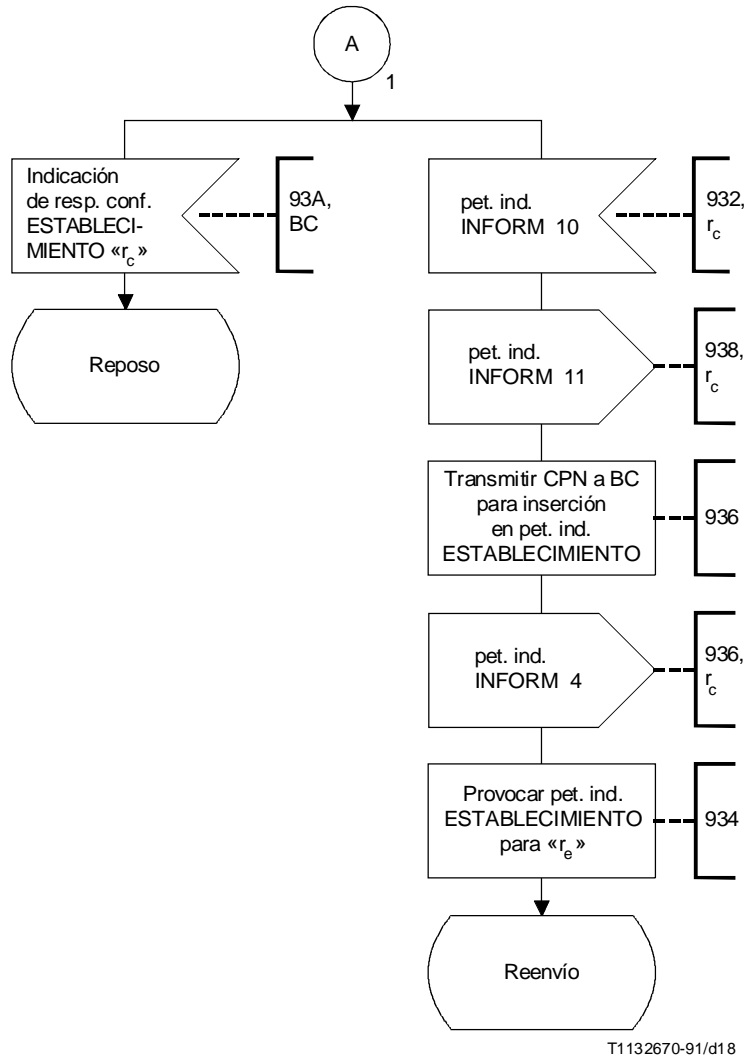 A
1
Indicación
de resp. conf.
ESTABLECI-
MIENTO «rc»
93A,
BC
Reposo
pet. ind.
INFORM 10
932,
rc
pet. ind.
INFORM 11
938,
rc
Transmitir CPN a BC
para inserción
en pet. ind.
ESTABLECIMIENTO
936
pet. ind.
INFORM 4
936,
rc
Provocar pet. ind.
ESTABLECIMIENTO
para «re»
934
Reenvío
T1132670-91/d18